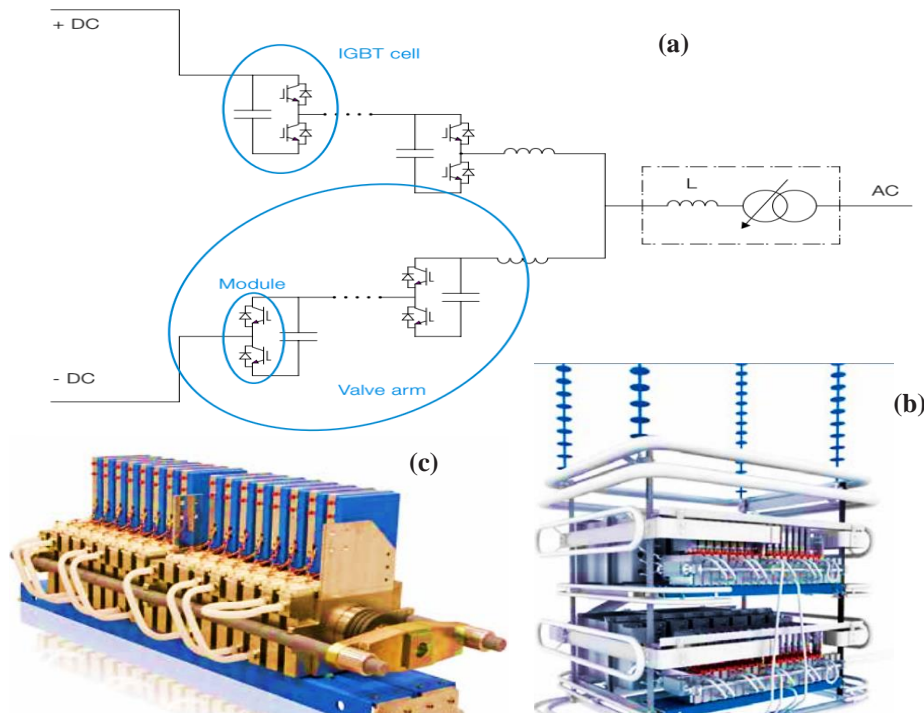 + DC
(a)
IGBT cell
L
AC
Module
- DC
Valve arm
(b)
(c)